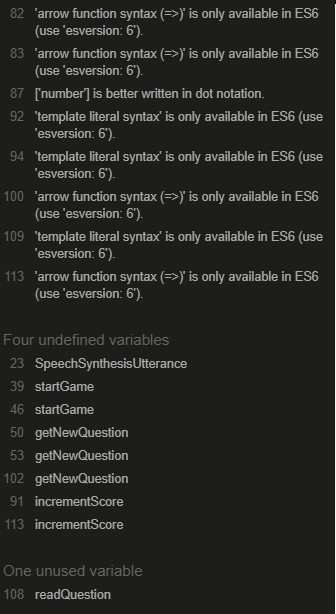 82 'arrow function syntax (=>)' is only available in ES6
(use 'esversion: 6').
83 'arrow function syntax (=>)' is only available in ES6
(use 'esversion: 6').
87 ['number'] is better written in dot notation.
92 'template literal syntax' is only available in ES6 (use
'esversion: 6').
94 'template literal syntax' is only available in ES6 (use
'esversion: 6').
100 'arrow function syntax (=>)' is only available in ES6
(use 'esversion: 6').
109 'template literal syntax' is only available in ES6 (use
'esversion: 6').
113 'arrow function syntax (=>)' is only available in ES6
(use 'esversion: 6').
Four undefined variables
23 SpeechSynthesisUtterance
39 startGame
46 startGame
50 getNewQuestion
53 getNewQuestion
102 getNewQuestion
91 incrementScore
113 incrementScore
One unused variable
108 readQuestion